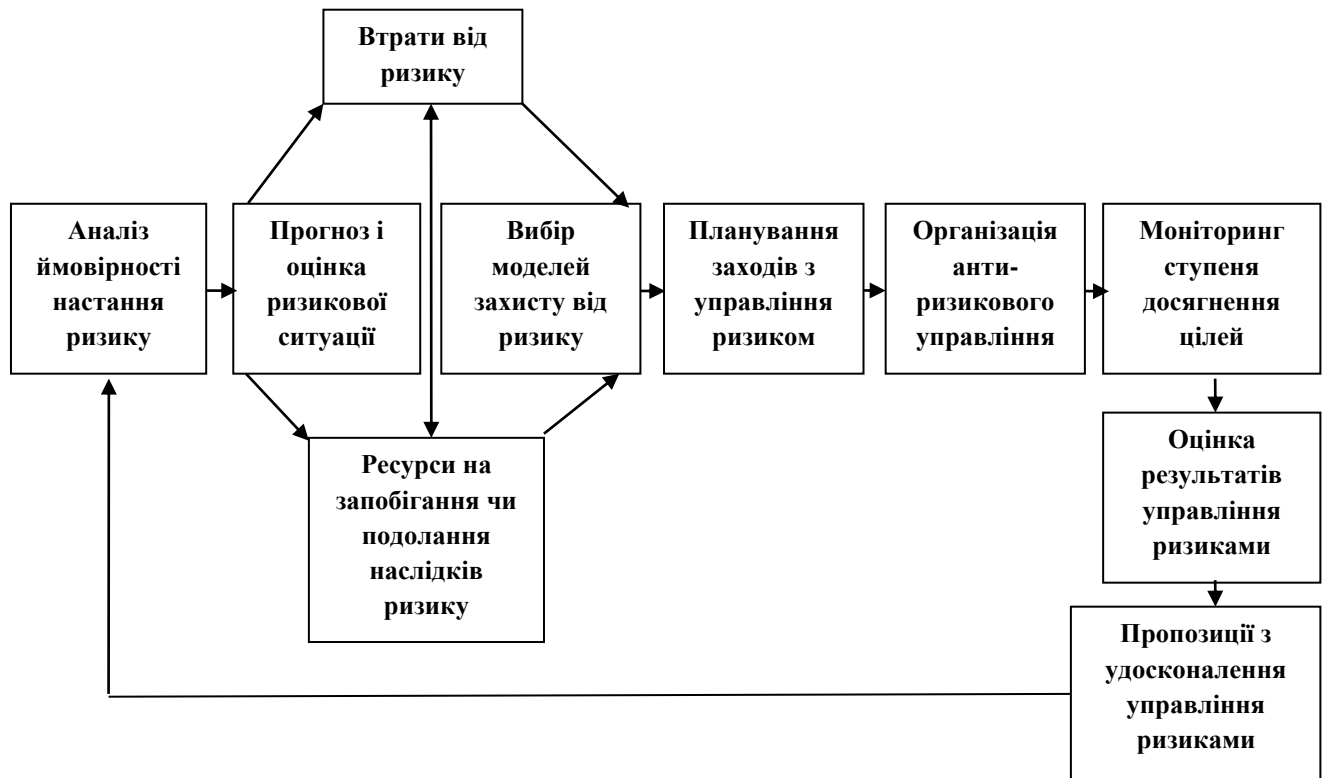 Втрати від
ризику
Аналіз
ймовірності
настання
ризику
Прогноз і
оцінка
ризикової
ситуації
Вибір
моделей
захисту від
ризику
Планування
заходів з
управління
ризиком
Організація
анти-
ризикового
управління
Моніторинг
ступеня
досягнення
цілей
Ресурси на
запобігання чи
подолання
наслідків
ризику
Оцінка
результатів
управління
ризиками
Пропозиції з
удосконалення
управління
ризиками